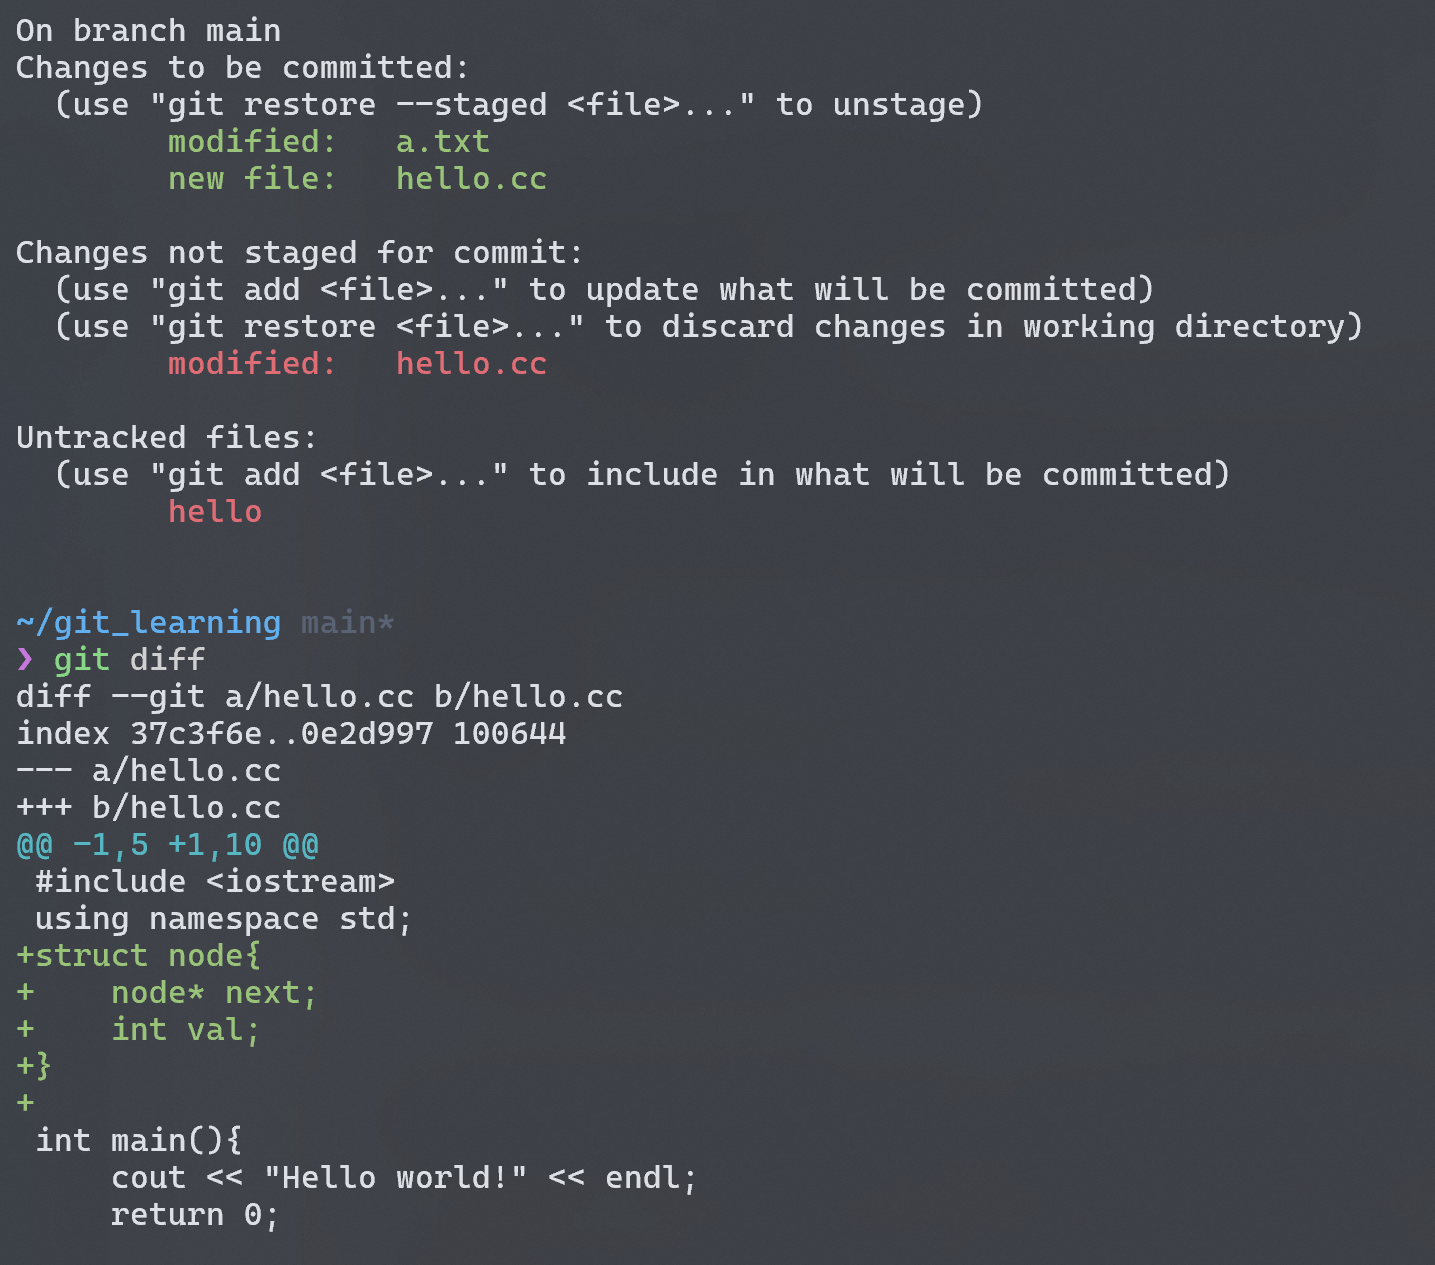 On branch main
Changes to be committed:
  (use "git restore --staged <file>..." to unstage)
        modified:   a.txt
        new file:   hello.cc

Changes not staged for commit:
  (use "git add <file>..." to update what will be committed)
  (use "git restore <file>..." to discard changes in working directory)
        modified:   hello.cc

Untracked files:
  (use "git add <file>..." to include in what will be committed)
        hello

~/git_learning main*
❯ git diff
diff --git a/hello.cc b/hello.cc
index 37c3f6e..0e2d997 100644
--- a/hello.cc
+++ b/hello.cc
@@ -1,5 +1,10 @@
 #include <iostream>
 using namespace std;
+struct node{
+    node* next;
+    int val;
+}
+
 int main(){
     cout << "Hello world!" << endl;
     return 0;